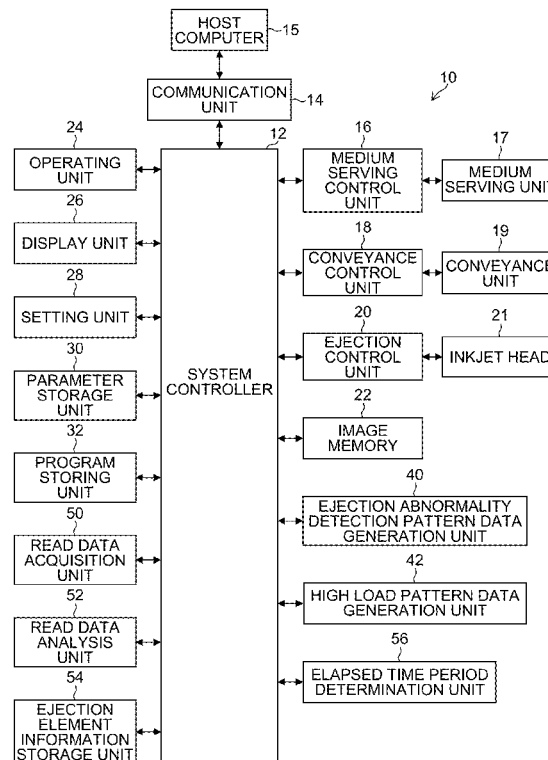 HOST
COMPUTER
15
COMMUNICATION
UNIT
14
10
12
24
OPERATING
UNIT
26
DISPLAY UNIT
28
SETTING UNIT
30
PARAMETER
STORAGE
UNIT
32
PROGRAM
STORING
UNIT
50
READ DATA
ACQUISITION
UNIT
52
READ DATA
ANALYSIS
UNIT
54
EJECTION
ELEMENT
INFORMATION
STORAGE UNIT
SYSTEM
CONTROLLER
16
MEDIUM
SERVING
CONTROL
UNIT
17
MEDIUM
SERVING UNIT
18
CONVEYANCE
CONTROL
UNIT
19
CONVEYANCE
UNIT
20
EJECTION
CONTROL
UNIT
21
INKJET HEAD
22
IMAGE
MEMORY
40
EJECTION ABNORMALITY
DETECTION PATTERN DATA
GENERATION UNIT
42
HIGH LOAD PATTERN DATA
GENERATION UNIT
56
ELAPSED TIME PERIOD
DETERMINATION UNIT